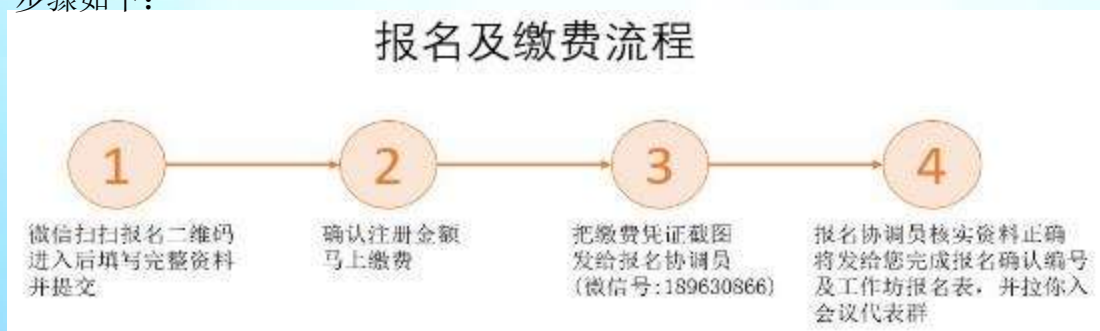 步骤如下：
报名及缴费流程
1
2
3
4
微信扫扫报名二维码
进入后填写完整资料
并提交
确认注册金额
马上缴费
把缴费凭证截图
发给报名协调员
(微信号:189630866)
报名协调员核实资料正确
将发给您完成报名确认编号
及工作坊报名表，并拉你入
会议代表群